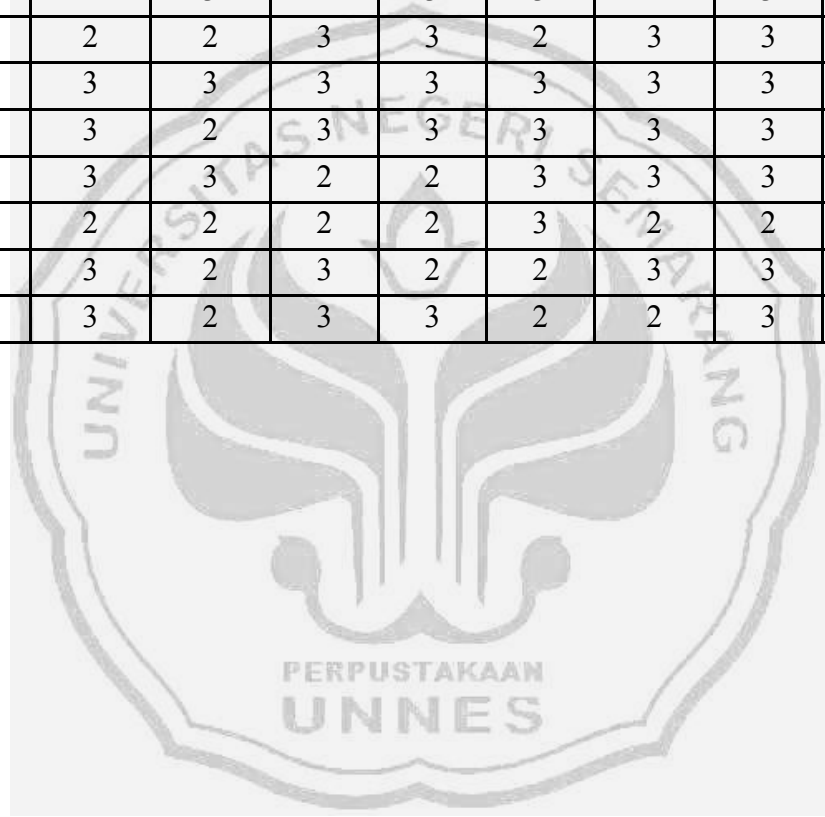 2 2 3 3 2 3 3
3 3 3 3 3 3 3
3 2 3 3 3 3 3
3 3 2 2 3 3 3
2 2 2 2 3 2 2
3 2 3 2 2 3 3
3 2 3 3 2 2 3
UNIVERSITAS NEGERI SEMARANG
PERPUSTAKAAN
UNNES